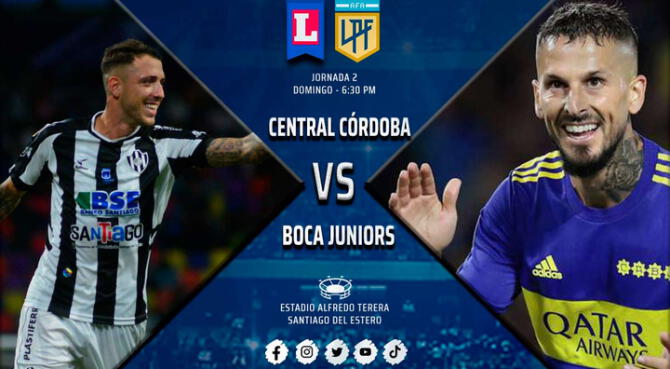 L
AFA
LPF
JORNADA 2
DOMINGO - 6:30 PM
CENTRAL CÓRDOBA
VS
BOCA JUNIORS
ESTADIO ALFREDO TERERA
SANTIAGO DEL ESTERO
BSE
BANCO SANTIAGO
SANTIAGO
PLASTIFERR
adidas
QATAR
AIRWAYS